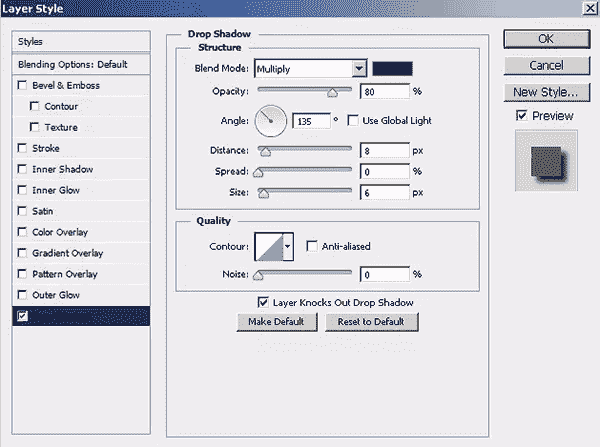 Layer Style
Styles
Blending Options: Default
Bevel & Emboss
Contour
Texture
Stroke
Inner Shadow
Inner Glow
Satin
Color Overlay
Gradient Overlay
Pattern Overlay
Outer Glow
Drop Shadow
Structure
Blend Mode: Multiply
Opacity: 80 %
Angle: 135 ° Use Global Light
Distance: 8 px
Spread: 0 %
Size: 6 px
Quality
Contour: Anti-aliased
Noise: 0 %
Layer Knocks Out Drop Shadow
Make Default Reset to Default
OK
Cancel
New Style...
Preview